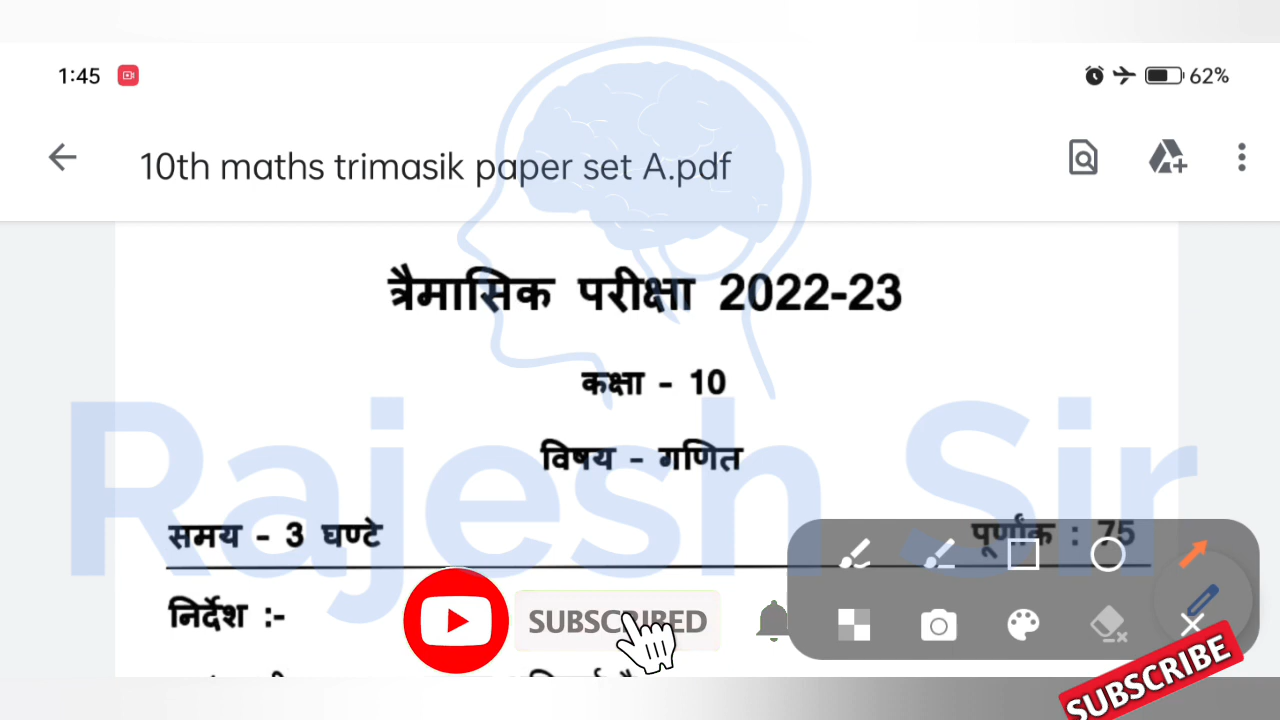 1:45 62%
10th maths trimasik paper set A.pdf
त्रैमासिक परीक्षा 2022-23
कक्षा - 10
विषय - गणित
Rajesh Sir
समय - 3 घण्टे पूर्णांक : 75
निर्देश :-
SUBSCRIBED
SUBSCRIBE